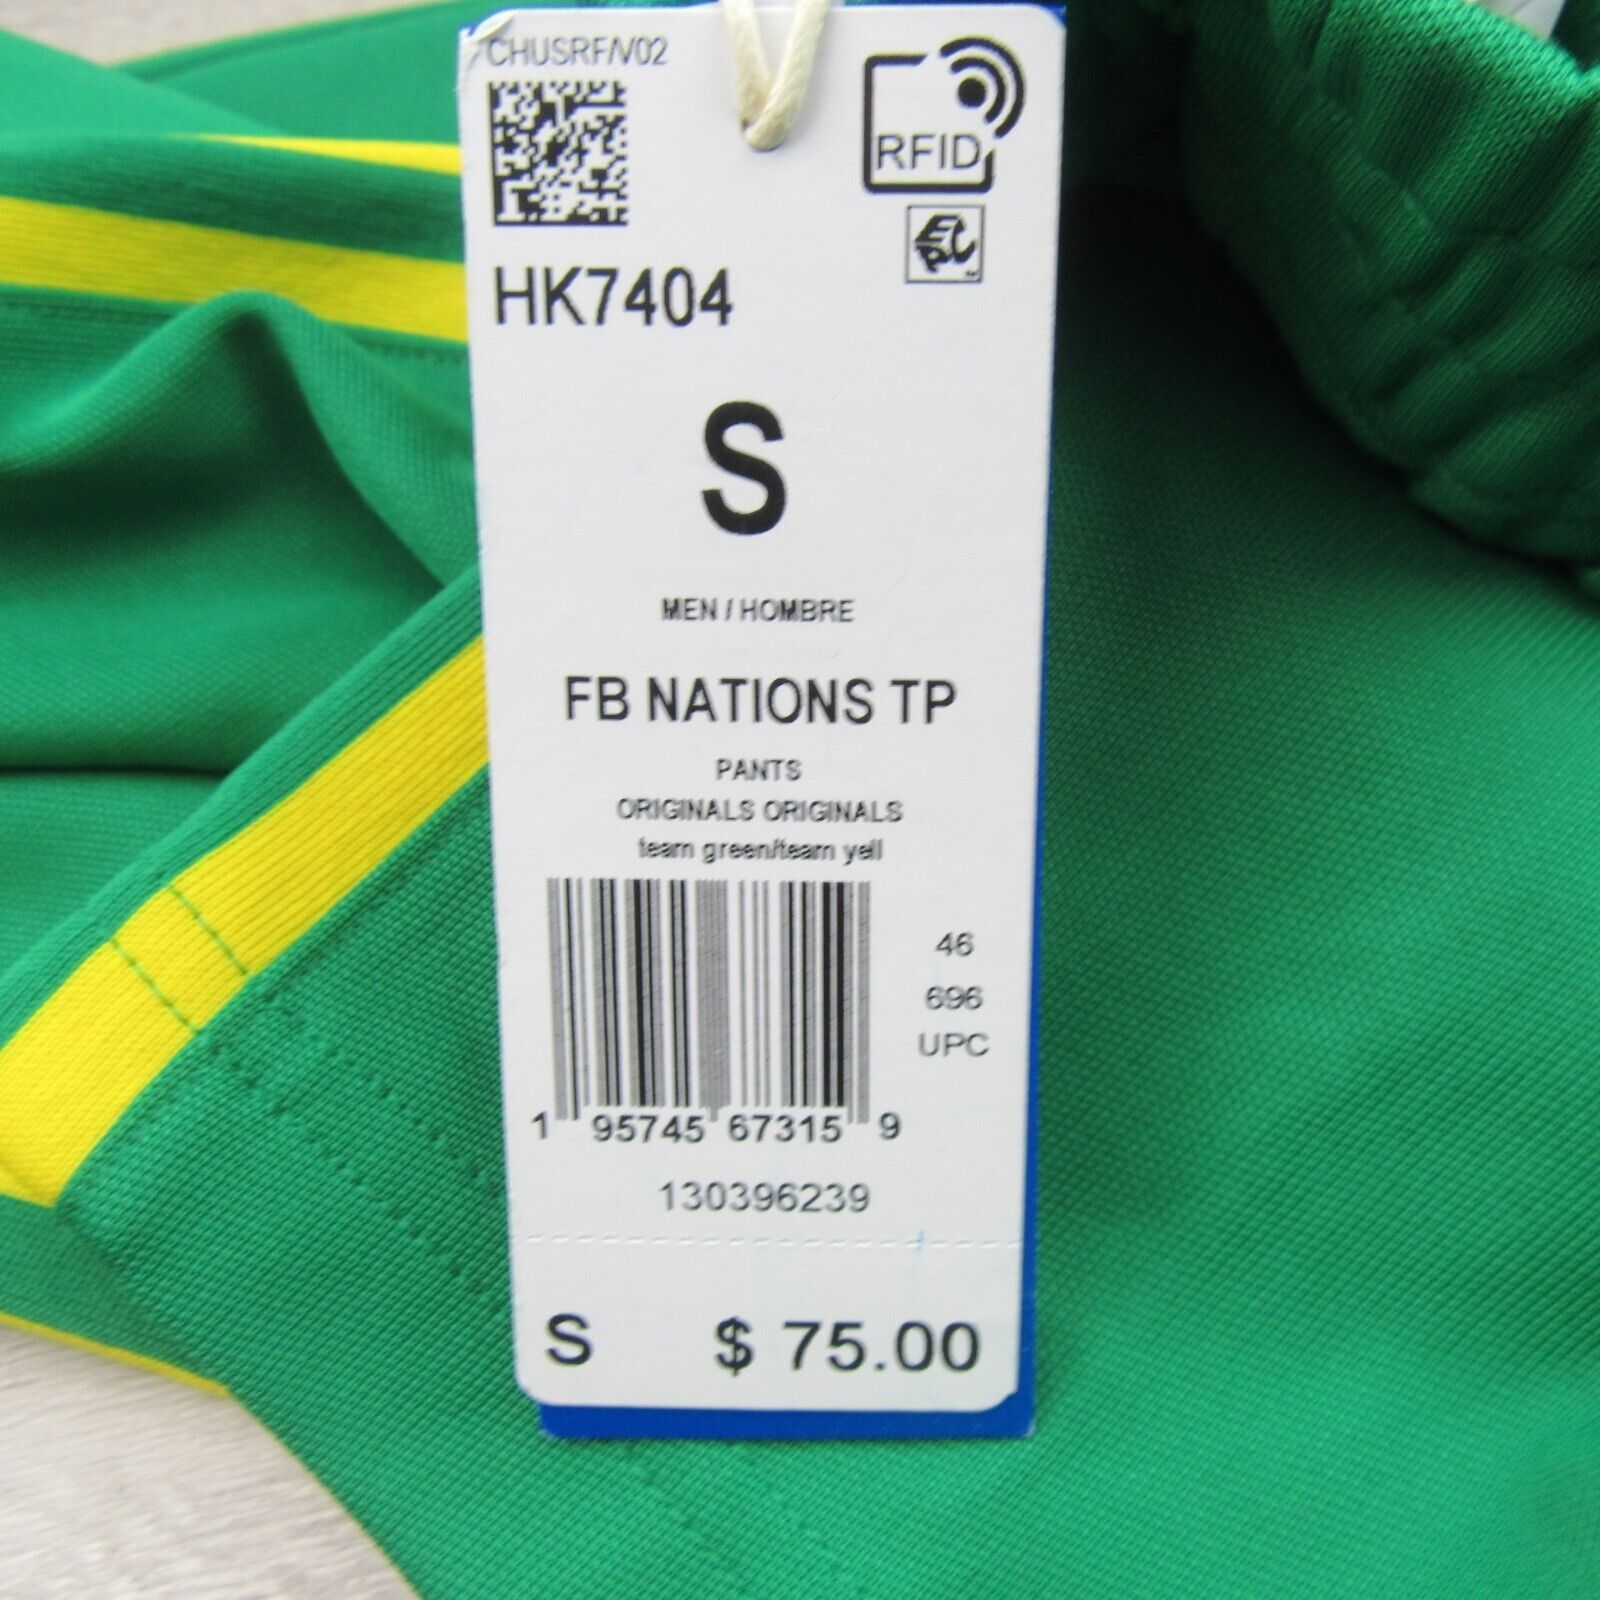 CHUSRF/V02
RFID
EPC
HK7404
S
MEN / HOMBRE
FB NATIONS TP
PANTS
ORIGINALS ORIGINALS
team green/team yell
46
696
UPC
1 95745 67315 9
130396239
S $ 75.00